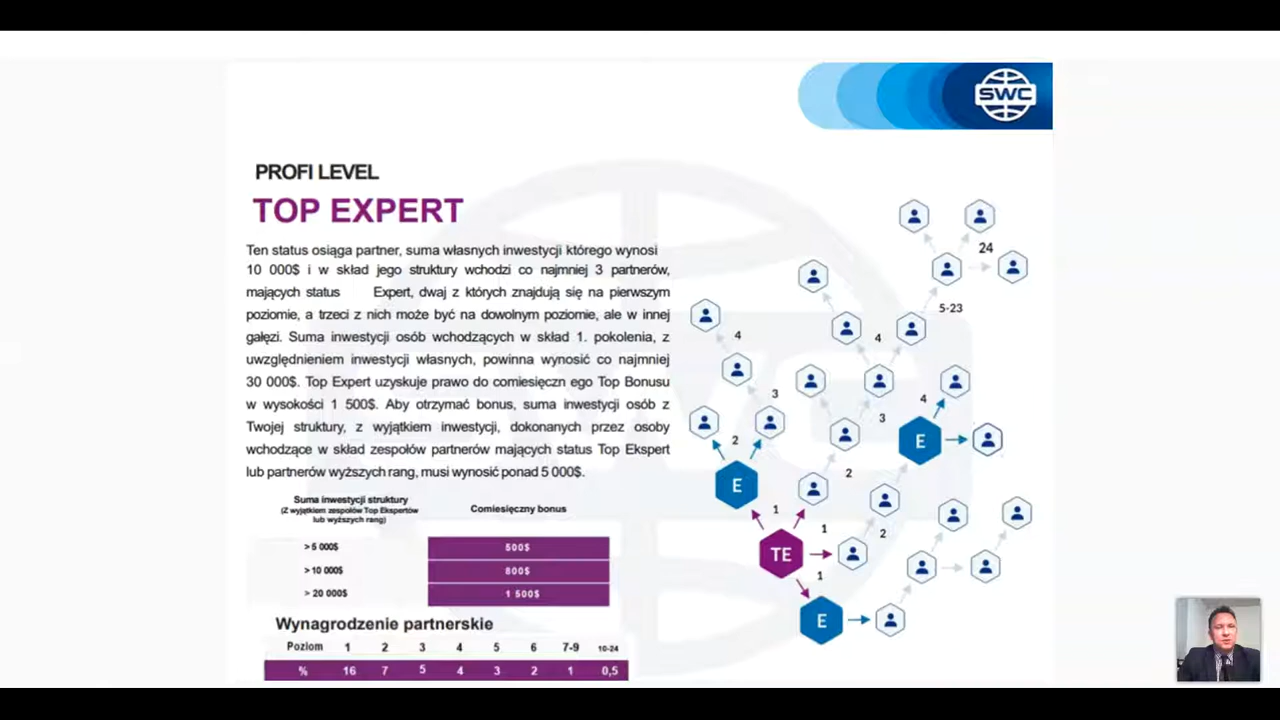 SWC
PROFI LEVEL
TOP EXPERT
Ten status osiąga partner, suma własnych inwestycji którego wynosi
10 000$ i w skład jego struktury wchodzi co najmniej 3 partnerów,
mających status Expert, dwaj z których znajdują się na pierwszym
poziomie, a trzeci z nich może być na dowolnym poziomie, ale w innej
gałęzi. Suma inwestycji osób wchodzących w skład 1. pokolenia, z
uwzględnieniem inwestycji własnych, powinna wynosić co najmniej
30 000$. Top Expert uzyskuje prawo do comiesięczn ego Top Bonusu
w wysokości 1 500$. Aby otrzymać bonus, suma inwestycji osób z
Twojej struktury, z wyjątkiem inwestycji, dokonanych przez osoby
wchodzące w skład zespołów partnerów mających status Top Ekspert
lub partnerów wyższych rang, musi wynosić ponad 5 000$.
Suma inwestycji struktury
(Z wyjątkiem zespołów Top Ekspertów
lub wyższych rang)
Comiesięczny bonus
> 5 000$ 500$
> 10 000$ 800$
> 20 000$ 1 500$
Wynagrodzenie partnerskie
Poziom 1 2 3 4 5 6 7-9 10-24
% 16 7 5 4 3 2 1 0,5
24
5-23
4
4
3
4
3
E
2
E
2
1
1
2
TE
1
E